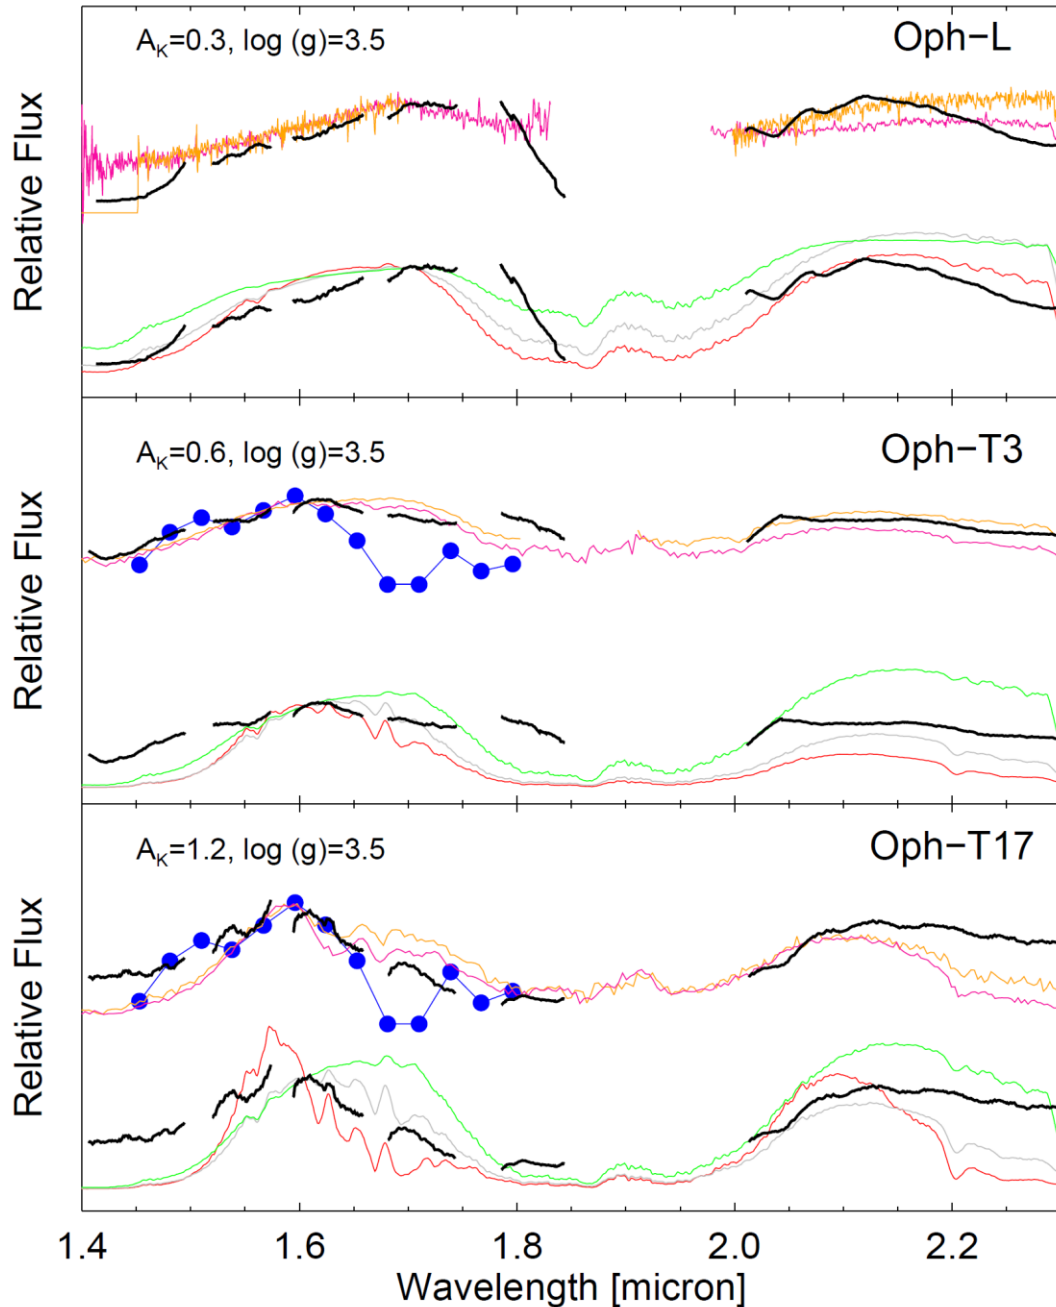 A_K=0.3, log (g)=3.5
Oph−L
Relative Flux
A_K=0.6, log (g)=3.5
Oph−T3
Relative Flux
A_K=1.2, log (g)=3.5
Oph−T17
Relative Flux
1.4 1.6 1.8 2.0 2.2
Wavelength [micron]